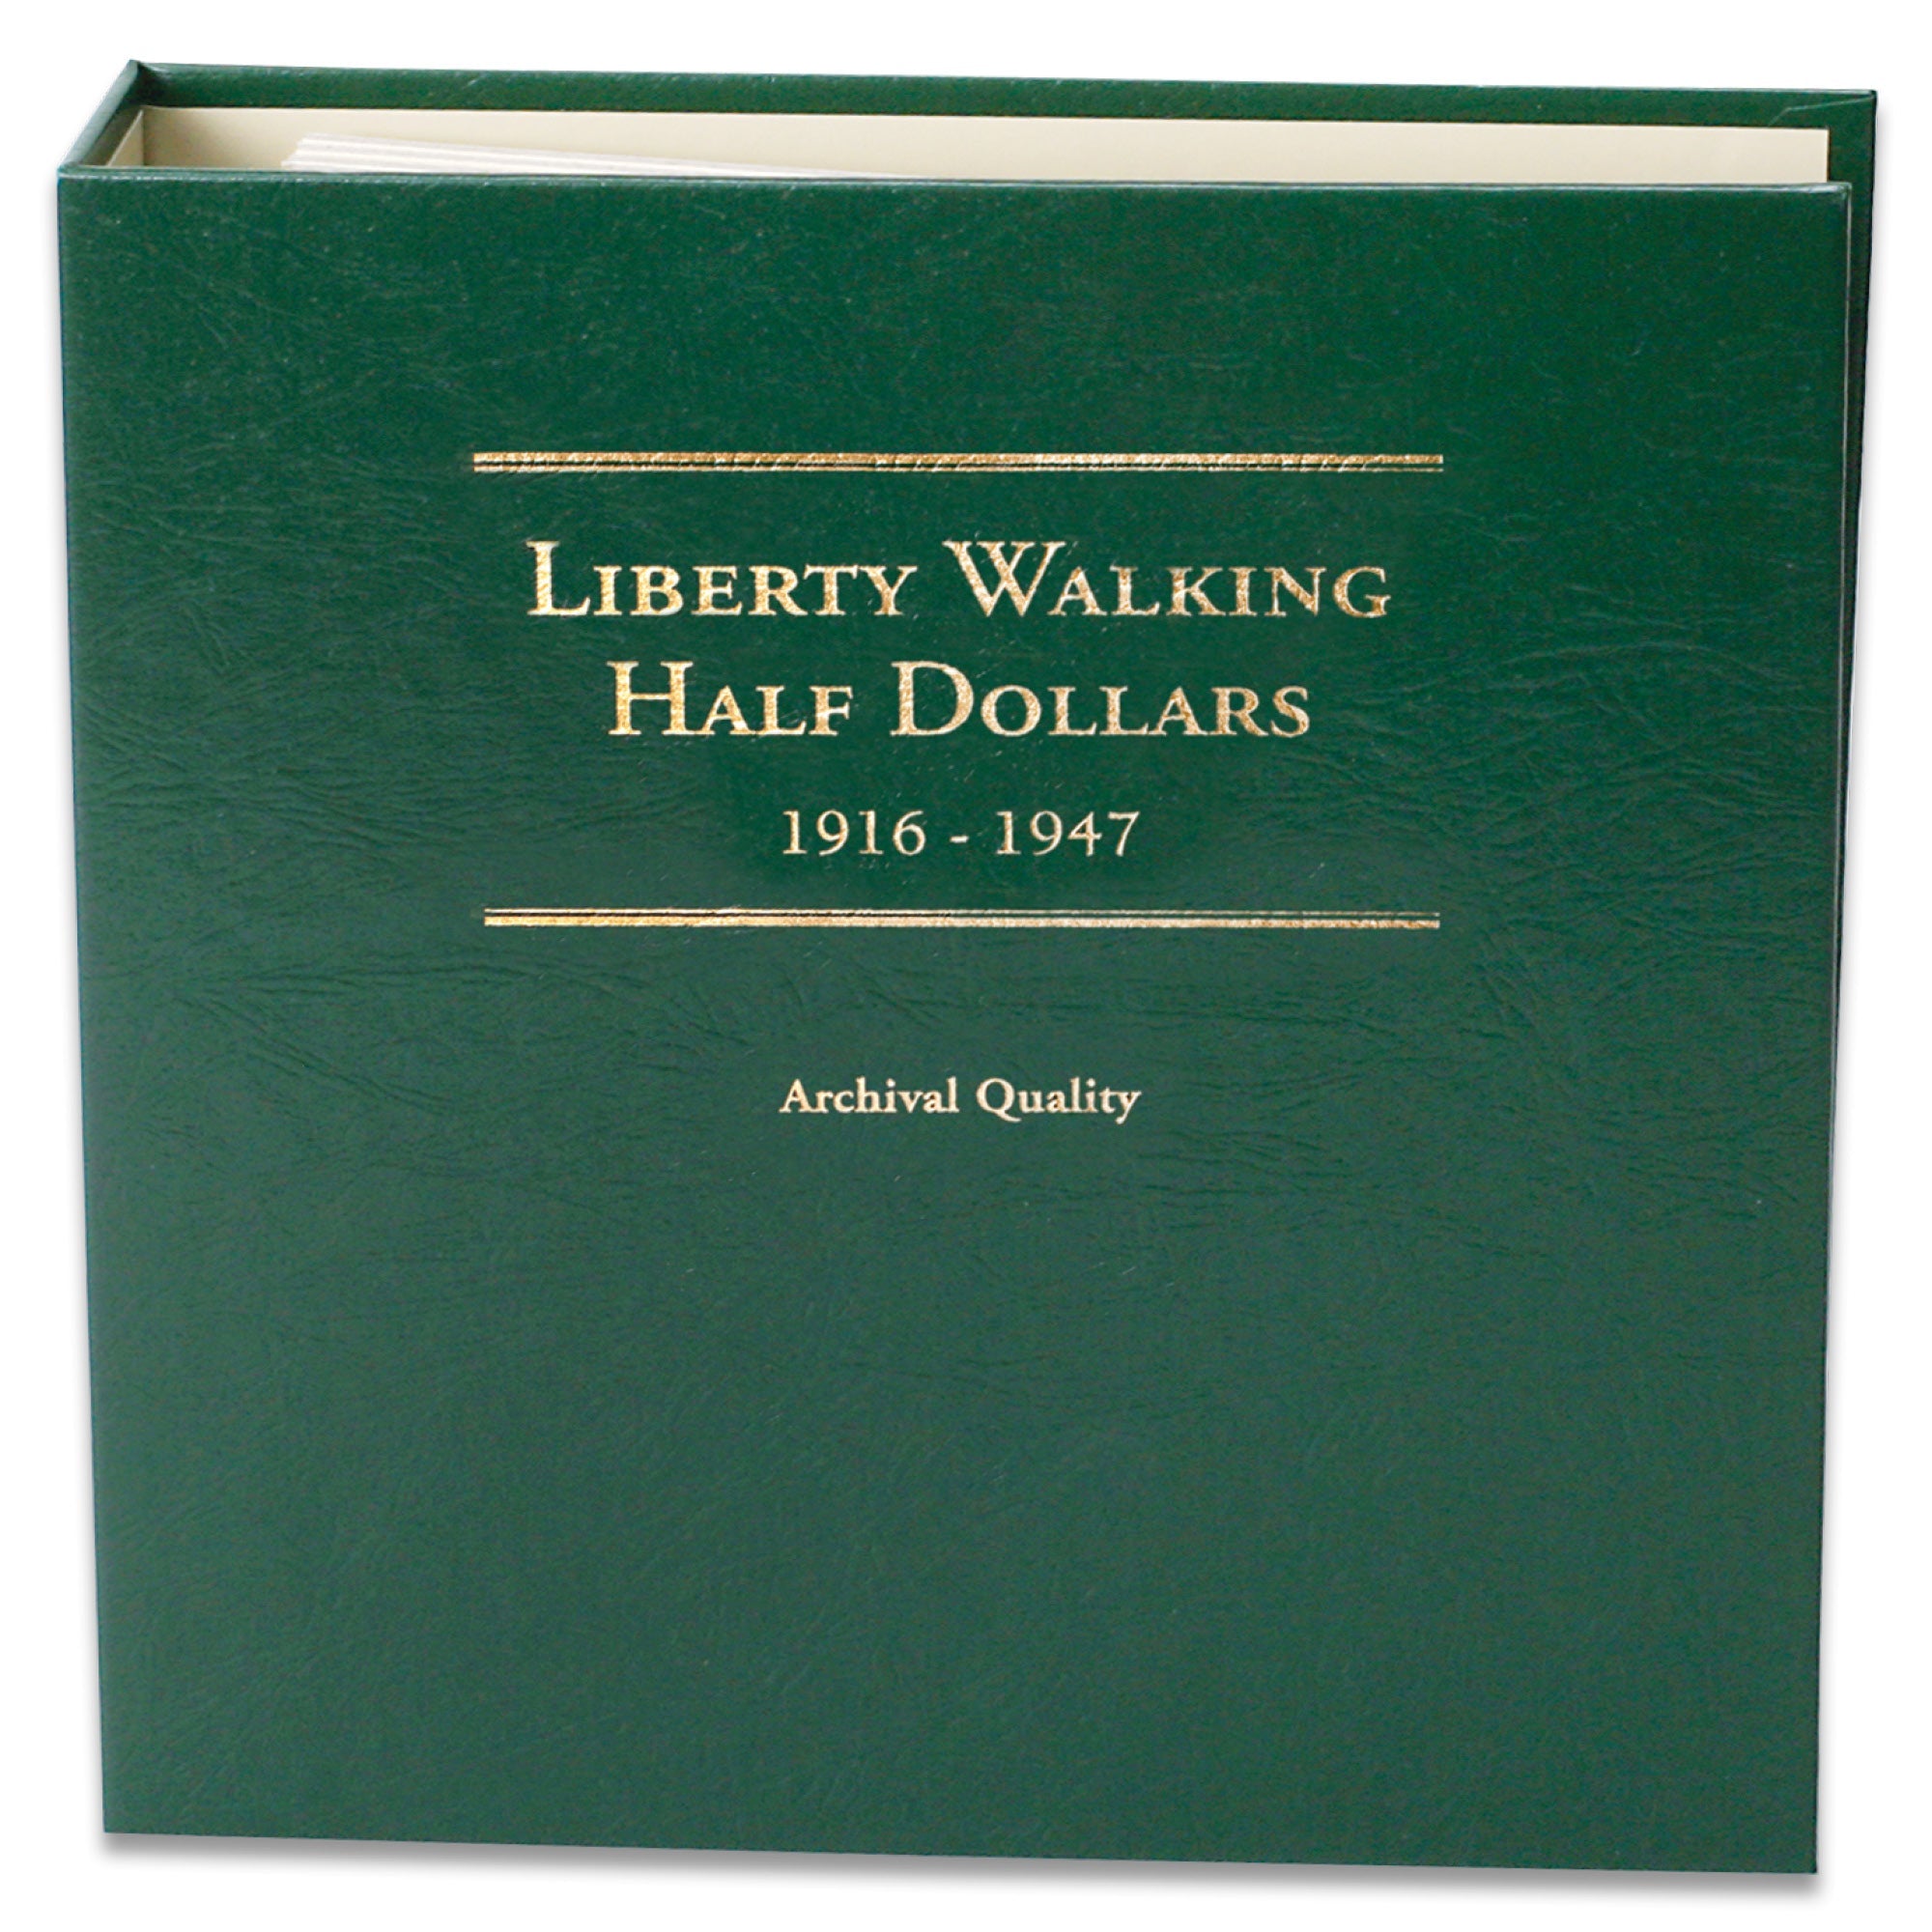 Liberty Walking
Half Dollars
1916 - 1947
Archival Quality